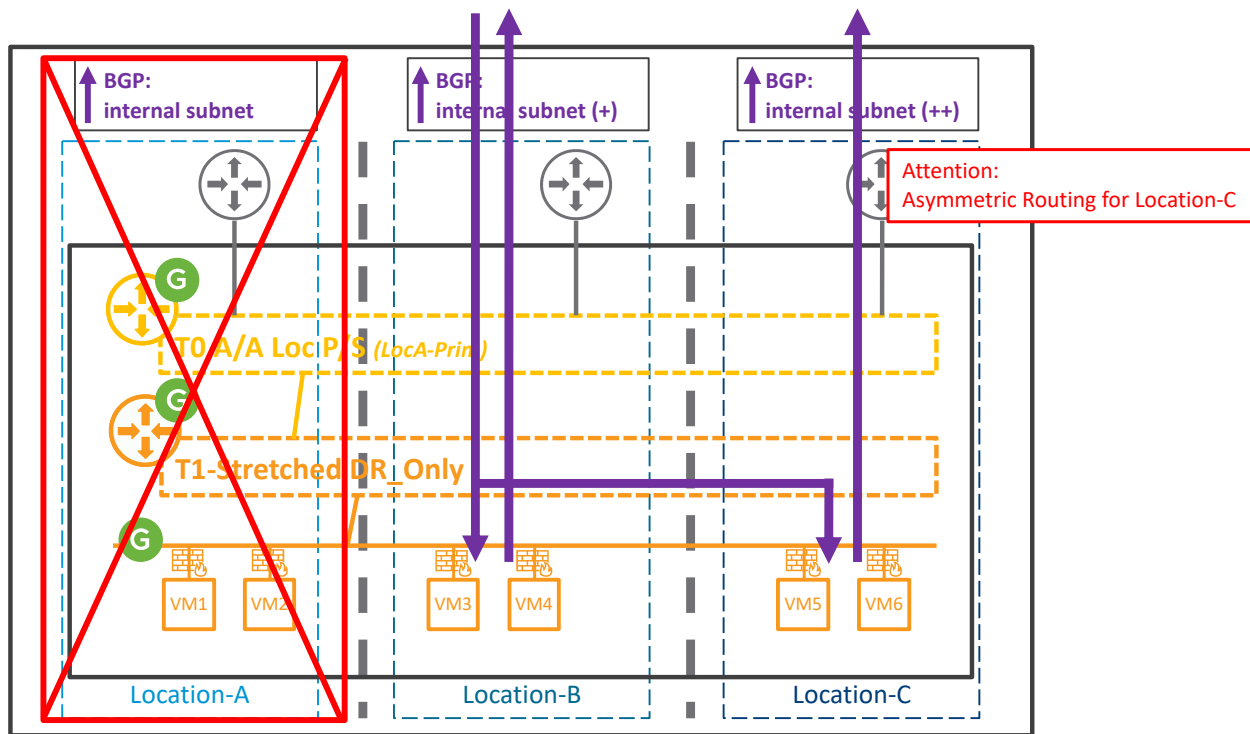 BGP:
internal subnet
BGP:
internal subnet (+)
BGP:
internal subnet (++)
Attention:
Asymmetric Routing for Location-C
G
T0 A/A Loc P/S (LocA-Prim)
G
T1-Stretched DR_Only
G
VM1
VM2
VM3
VM4
VM5
VM6
Location-A
Location-B
Location-C